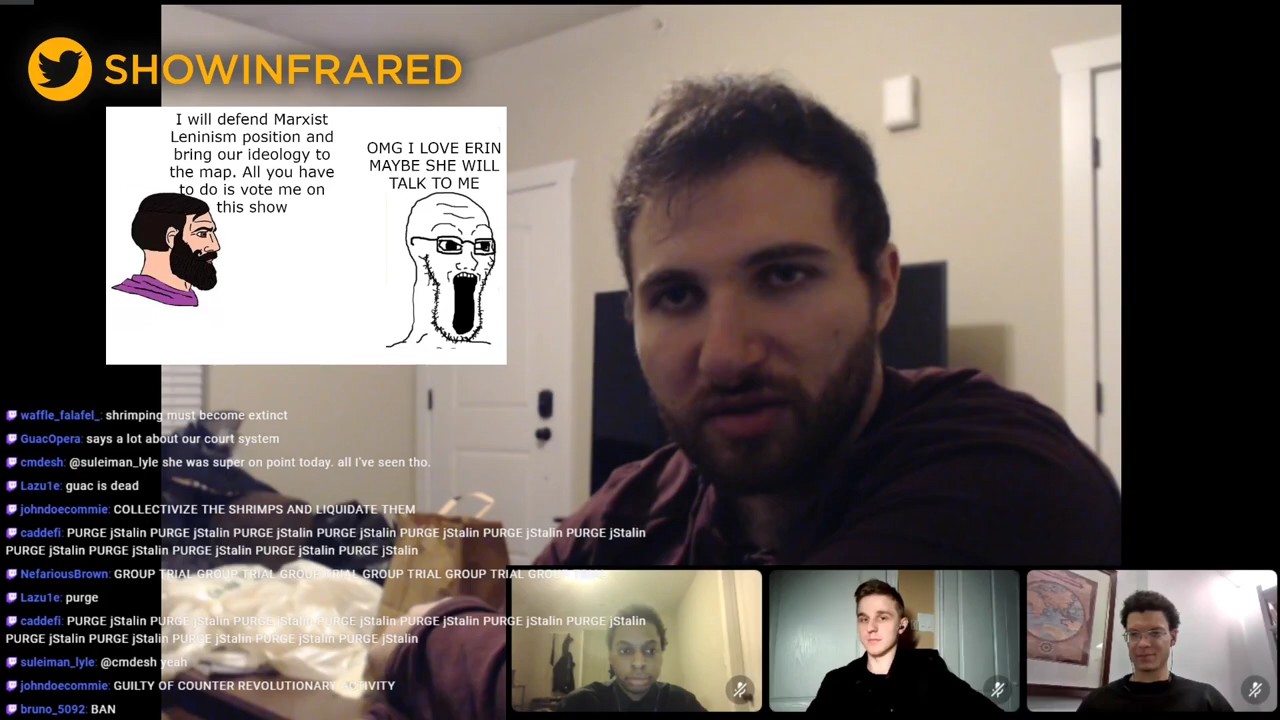 SHOWINFRARED
I will defend Marxist
Leninism position and
bring our ideology to
the map. All you have
to do is vote me on
this show
OMG I LOVE ERIN
MAYBE SHE WILL
TALK TO ME
waffle_falafel_: shrimping must become extinct
GuacOpera: says a lot about our court system
cmdesh: @suleiman_lyle she was super on point today. all I've seen tho.
Lazu1e: guac is dead
johndoecommie: COLLECTIVIZE THE SHRIMPS AND LIQUIDATE THEM
caddefi: PURGE jStalin PURGE jStalin PURGE jStalin PURGE jStalin PURGE jStalin PURGE jStalin PURGE jStalin
PURGE jStalin PURGE jStalin PURGE jStalin PURGE jStalin PURGE jStalin
NefariousBrown: GROUP TRIAL GROUP TRIAL GROUP TRIAL GROUP TRIAL GROUP TRIAL GROUP TRIAL
Lazu1e: purge
caddefi: PURGE jStalin PURGE jStalin PURGE jStalin PURGE jStalin PURGE jStalin PURGE jStalin PURGE jStalin
PURGE jStalin PURGE jStalin PURGE jStalin PURGE jStalin PURGE jStalin
suleiman_lyle: @cmdesh yeah
johndoecommie: GUILTY OF COUNTER REVOLUTIONARY ACTIVITY
bruno_5092: BAN